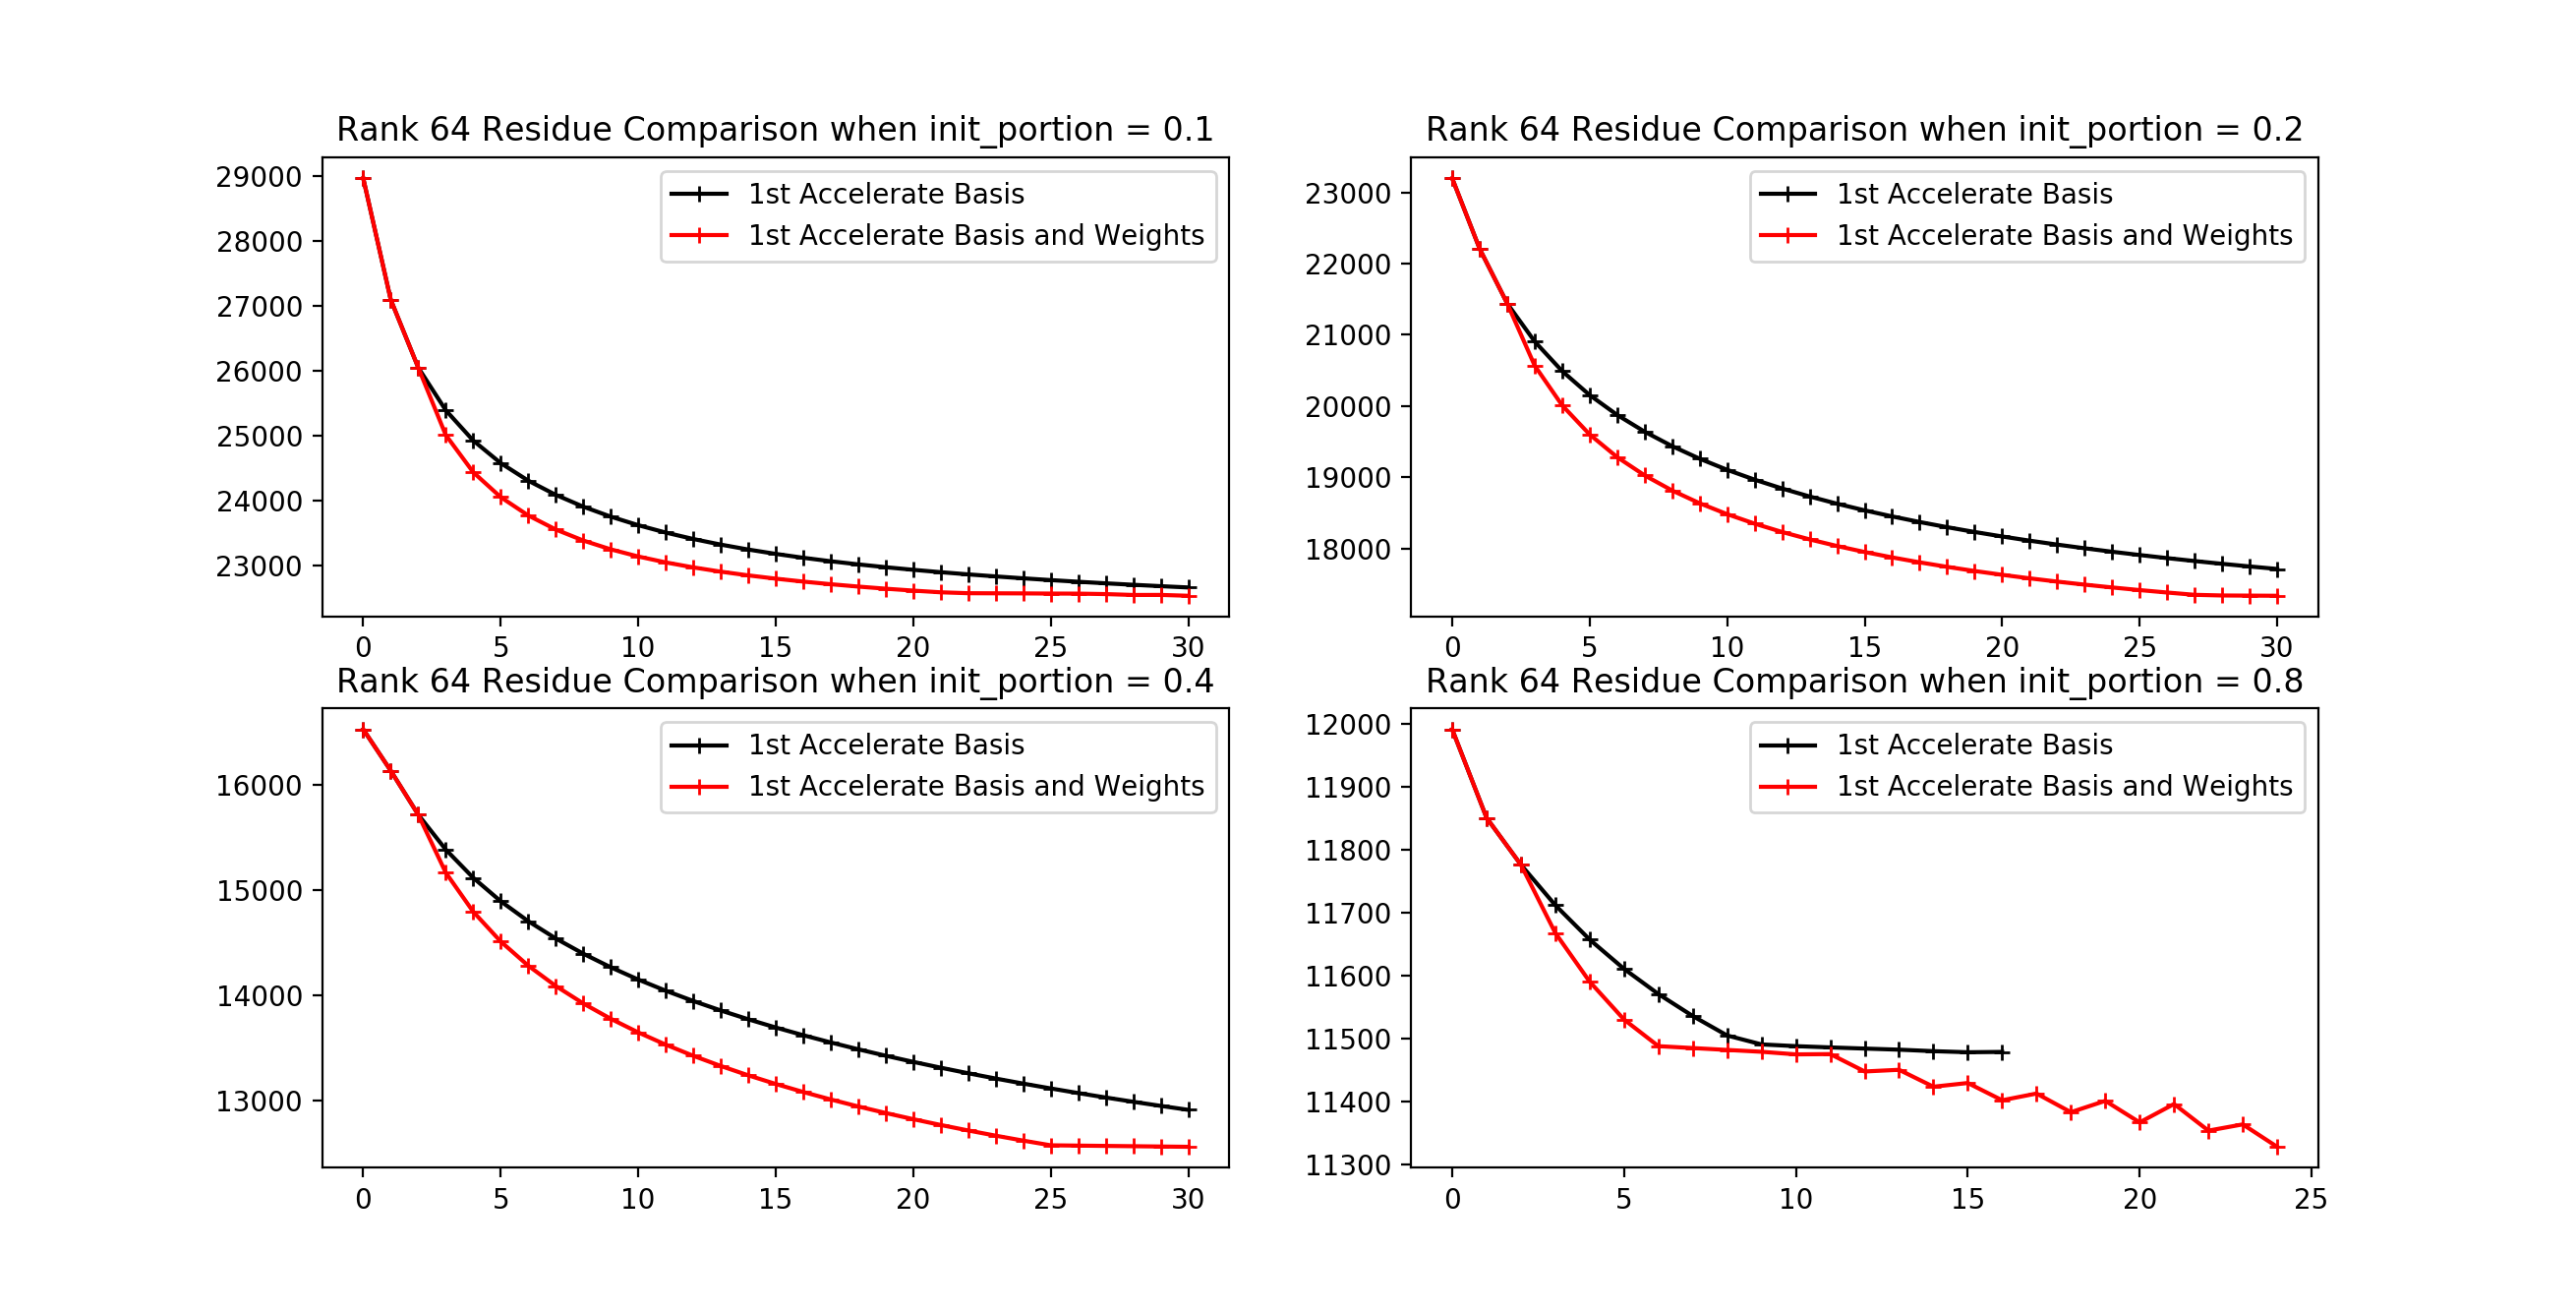 Rank 64 Residue Comparison when init_portion = 0.1
29000
28000
27000
26000
25000
24000
23000
0 5 10 15 20 25 30
1st Accelerate Basis
1st Accelerate Basis and Weights
Rank 64 Residue Comparison when init_portion = 0.2
23000
22000
21000
20000
19000
18000
0 5 10 15 20 25 30
1st Accelerate Basis
1st Accelerate Basis and Weights
Rank 64 Residue Comparison when init_portion = 0.4
16000
15000
14000
13000
0 5 10 15 20 25 30
1st Accelerate Basis
1st Accelerate Basis and Weights
Rank 64 Residue Comparison when init_portion = 0.8
12000
11900
11800
11700
11600
11500
11400
11300
0 5 10 15 20 25
1st Accelerate Basis
1st Accelerate Basis and Weights